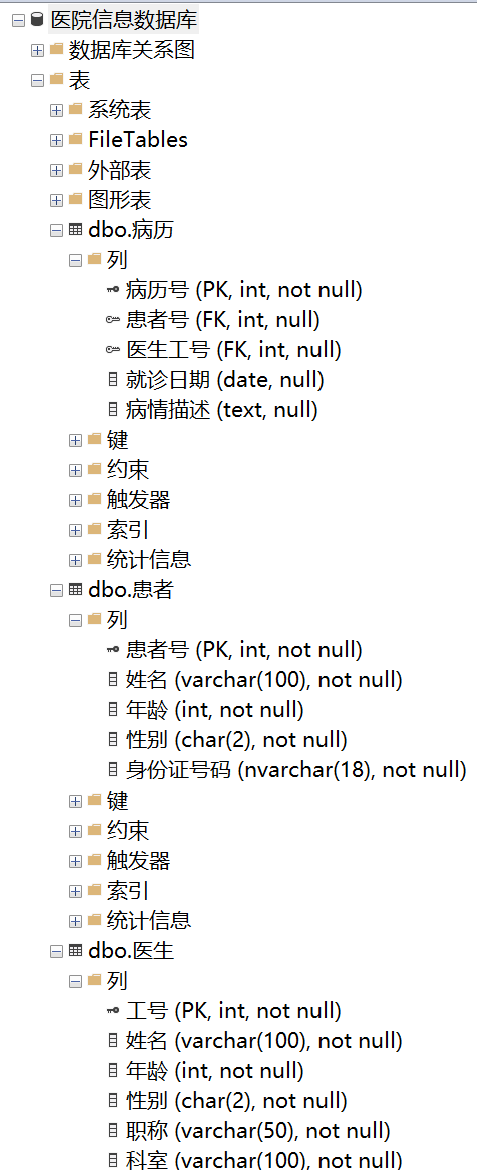 医院信息数据库
数据库关系图
表
系统表
FileTables
外部表
图形表
dbo.病历
列
病历号 (PK, int, not null)
患者号 (FK, int, null)
医生工号 (FK, int, null)
就诊日期 (date, null)
病情描述 (text, null)
键
约束
触发器
索引
统计信息
dbo.患者
列
患者号 (PK, int, not null)
姓名 (varchar(100), not null)
年龄 (int, not null)
性别 (char(2), not null)
身份证号码 (nvarchar(18), not null)
键
约束
触发器
索引
统计信息
dbo.医生
列
工号 (PK, int, not null)
姓名 (varchar(100), not null)
年龄 (int, not null)
性别 (char(2), not null)
职称 (varchar(50), not null)
科室 (varchar(100), not null)